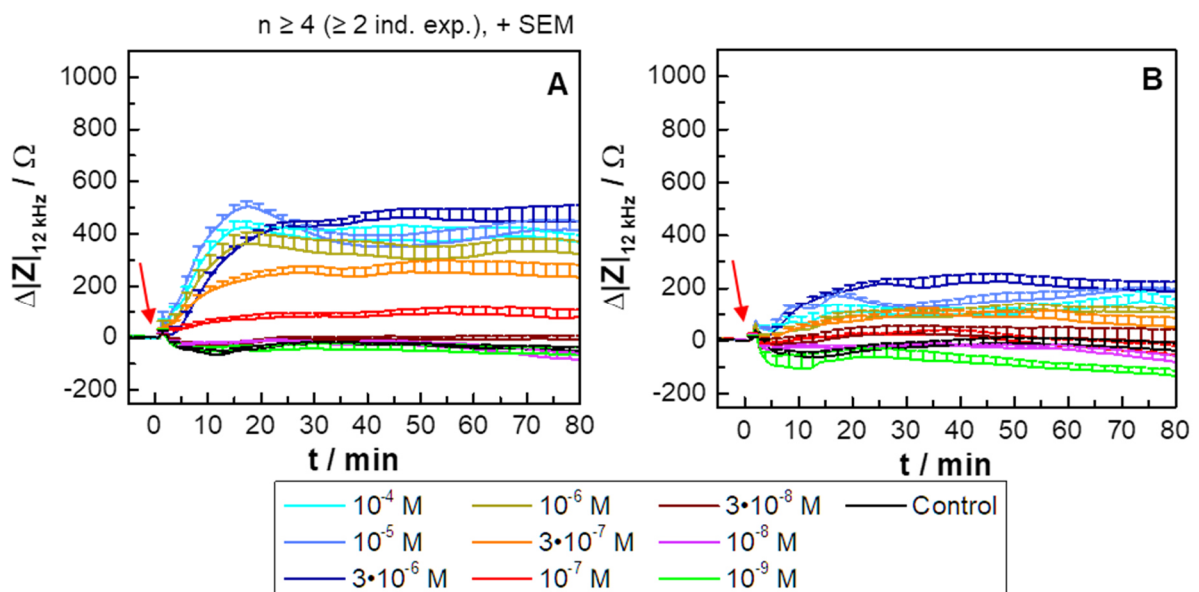 n ≥ 4 (≥ 2 ind. exp.), + SEM
A
Δ|Z|12 kHz / Ω
1000
800
600
400
200
0
-200
0 10 20 30 40 50 60 70 80
t / min
B
Δ|Z|12 kHz / Ω
1000
800
600
400
200
0
-200
0 10 20 30 40 50 60 70 80
t / min
10⁻⁴ M 10⁻⁶ M 3•10⁻⁸ M Control
10⁻⁵ M 3•10⁻⁷ M 10⁻⁸ M
3•10⁻⁶ M 10⁻⁷ M 10⁻⁹ M